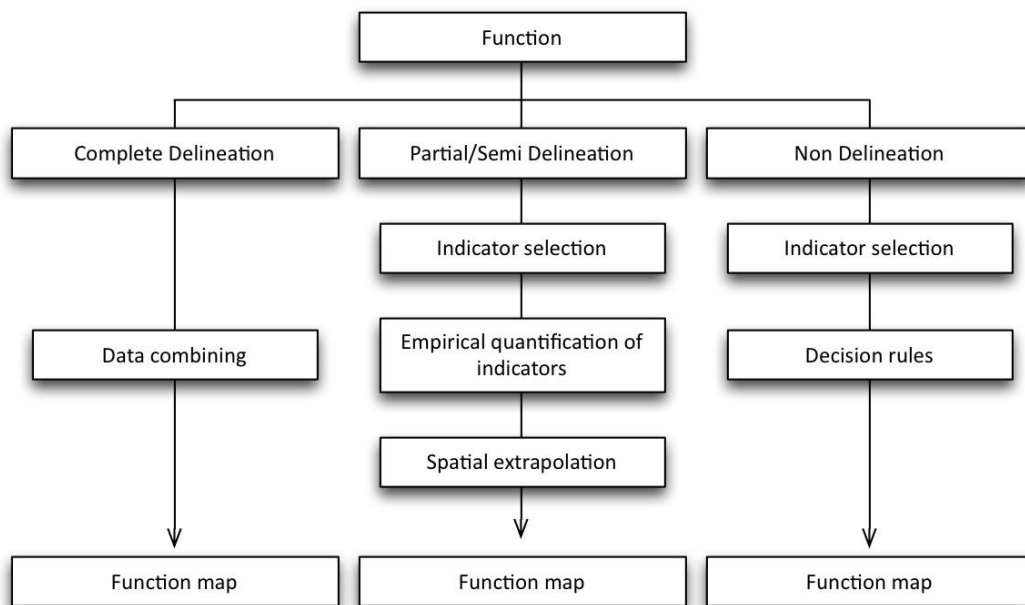 Function
Complete Delineation
Partial/Semi Delineation
Non Delineation
Indicator selection
Indicator selection
Data combining
Empirical quantification of
indicators
Decision rules
Spatial extrapolation
Function map
Function map
Function map